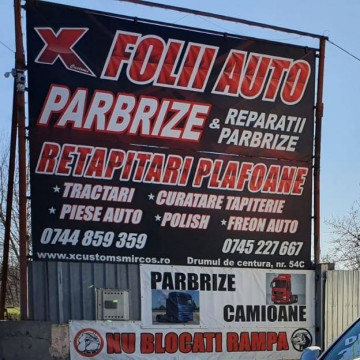 X FOLII AUTO
PARBRIZE & REPARATII PARBRIZE
RETAPITARI PLAFOANE
★TRACTARI ★CURATARE TAPITERIE
★PIESE AUTO ★POLISH ★FREON AUTO
0744 859 359 0745 227 667
www.xcustomsmircos.ro Drumul de centura, nr. 54C
PARBRIZE
CAMIOANE
NU BLOCATI RAMPA